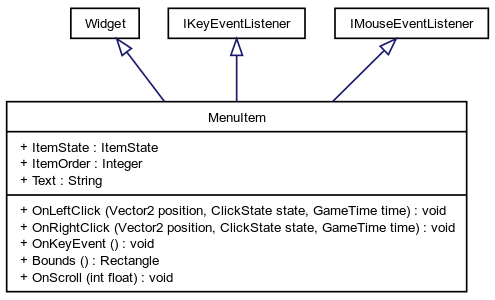 Widget
IKeyEventListener
IMouseEventListener
MenuItem
+ ItemState : ItemState
+ ItemOrder : Integer
+ Text : String
+ OnLeftClick (Vector2 position, ClickState state, GameTime time) : void
+ OnRightClick (Vector2 position, ClickState state, GameTime time) : void
+ OnKeyEvent () : void
+ Bounds () : Rectangle
+ OnScroll (int float) : void